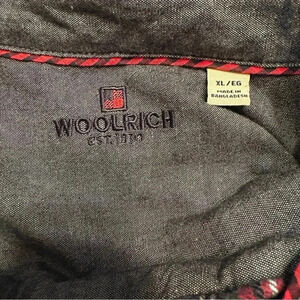 WOOLRICH
EST. 1830
XL/EG
MADE IN
BANGLADESH